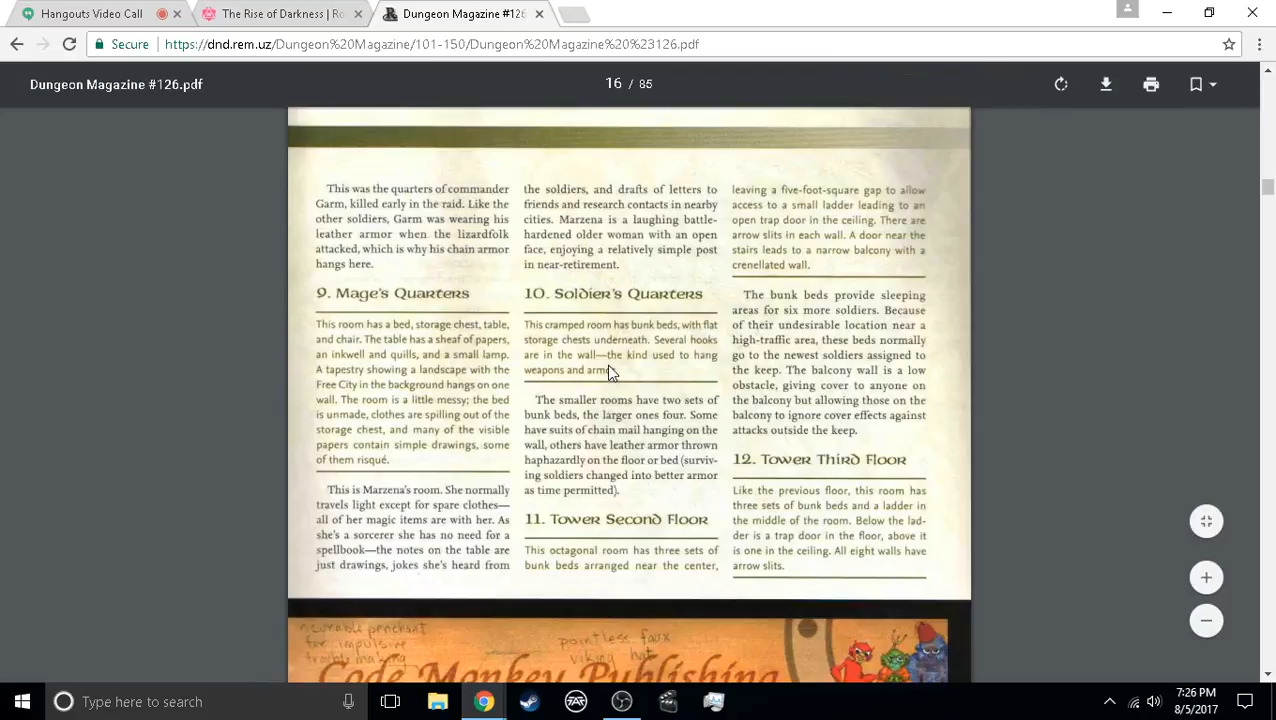 Hangouts Video Call
The Rise of Darkness | Ro
Dungeon Magazine #126.
Secure
https://dnd.rem.uz/Dungeon%20Magazine/101-150/Dungeon%20Magazine%20%23126.pdf
Dungeon Magazine #126.pdf
16 / 85
This was the quarters of commander
Garm, killed early in the raid. Like the
other soldiers, Garm was wearing his
leather armor when the lizardfolk
attacked, which is why his chain armor
hangs here.
9. Mage's Quarters
This room has a bed, storage chest, table,
and chair. The table has a sheaf of papers,
an inkwell and quills, and a small lamp.
A tapestry showing a landscape with the
Free City in the background hangs on one
wall. The room is a little messy; the bed
is unmade, clothes are spilling out of the
storage chest, and many of the visible
papers contain simple drawings, some
of them risqué.
This is Marzena's room. She normally
travels light except for spare clothes—
all of her magic items are with her. As
she's a sorcerer she has no need for a
spellbook—the notes on the table are
just drawings, jokes she's heard from
the soldiers, and drafts of letters to
friends and research contacts in nearby
cities. Marzena is a laughing battle-
hardened older woman with an open
face, enjoying a relatively simple post
in near-retirement.
10. Soldier's Quarters
This cramped room has bunk beds, with flat
storage chests underneath. Several hooks
are in the wall—the kind used to hang
weapons and armo
The smaller rooms have two sets of
bunk beds, the larger ones four. Some
have suits of chain mail hanging on the
wall, others have leather armor thrown
haphazardly on the floor or bed (surviv-
ing soldiers changed into better armor
as time permitted).
11. Tower Second Floor
This octagonal room has three sets of
bunk beds arranged near the center,
leaving a five-foot-square gap to allow
access to a small ladder leading to an
open trap door in the ceiling. There are
arrow slits in each wall. A door near the
stairs leads to a narrow balcony with a
crenellated wall.
The bunk beds provide sleeping
areas for six more soldiers. Because
of their undesirable location near a
high-traffic area, these beds normally
go to the newest soldiers assigned to
the keep. The balcony wall is a low
obstacle, giving cover to anyone on
the balcony but allowing those on the
balcony to ignore cover effects against
attacks outside the keep.
12. Tower Third Floor
Like the previous floor, this room has
three sets of bunk beds and a ladder in
the middle of the room. Below the lad-
der is a trap door in the floor, above it
is one in the ceiling. All eight walls have
arrow slits.
penchant
for impulsive
trouble making
pointless faux
viking hat
Code Monkey Publishing
Type here to search
7:26 PM
8/5/2017